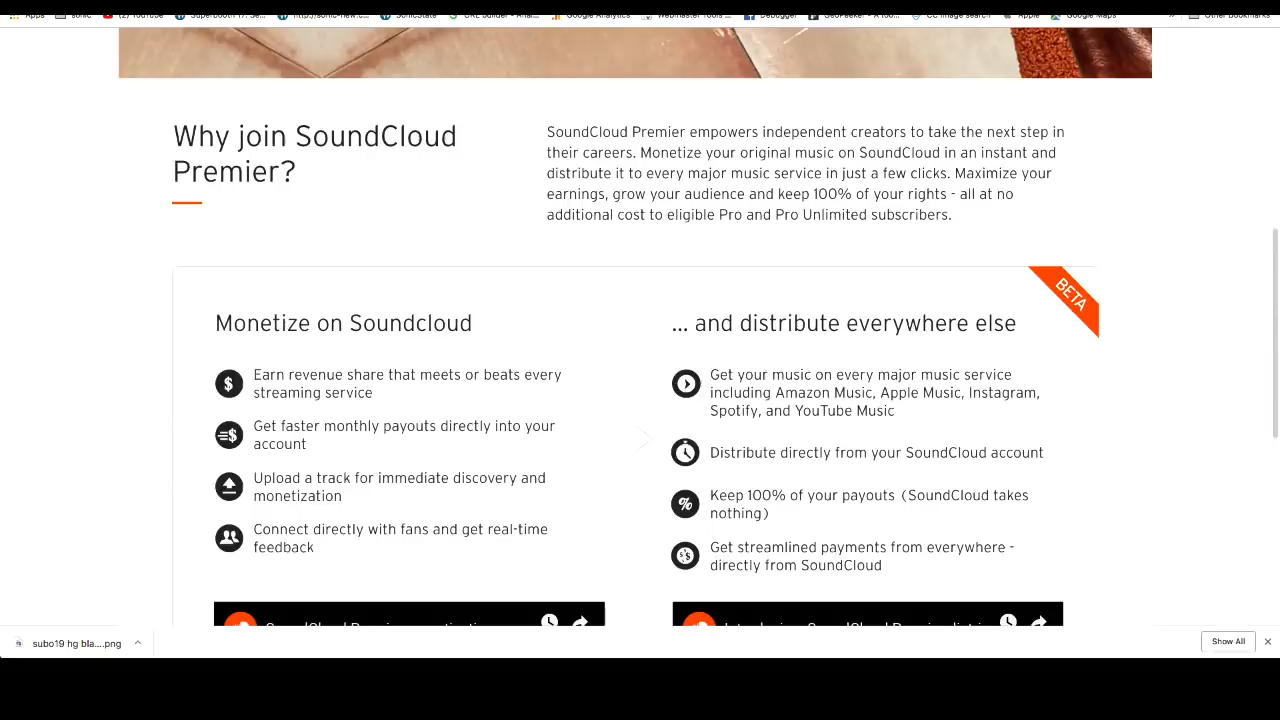 Apps
sonic
(2) YouTube
Superbooth 17: Se...
http://sonic-new.c...
SonicState
URL Builder - Anal...
Google Analytics
Webmaster Tools
Debugger
GeoPeeker - A too...
CC image search
Apple
Google Maps
»
Other Bookmarks
Why join SoundCloud
Premier?
SoundCloud Premier empowers independent creators to take the next step in
their careers. Monetize your original music on SoundCloud in an instant and
distribute it to every major music service in just a few clicks. Maximize your
earnings, grow your audience and keep 100% of your rights - all at no
additional cost to eligible Pro and Pro Unlimited subscribers.
BETA
Monetize on Soundcloud
Earn revenue share that meets or beats every
streaming service
Get faster monthly payouts directly into your
account
Upload a track for immediate discovery and
monetization
Connect directly with fans and get real-time
feedback
... and distribute everywhere else
Get your music on every major music service
including Amazon Music, Apple Music, Instagram,
Spotify, and YouTube Music
Distribute directly from your SoundCloud account
Keep 100% of your payouts (SoundCloud takes
nothing)
Get streamlined payments from everywhere -
directly from SoundCloud
SoundCloud Premier
Introducing SoundCloud Premier
subo19 hg bla....png
Show All